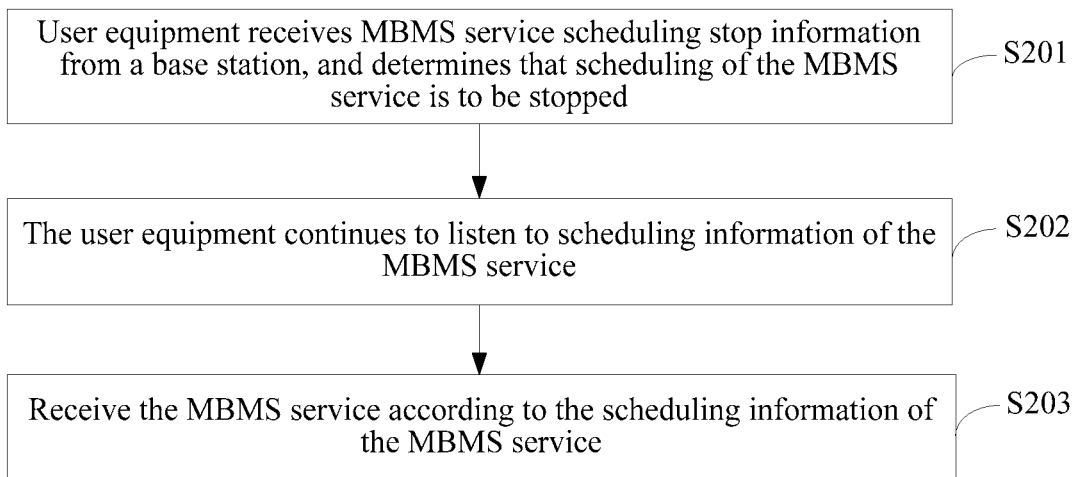 User equipment receives MBMS service scheduling stop information
from a base station, and determines that scheduling of the MBMS
service is to be stopped
S201
The user equipment continues to listen to scheduling information of the
MBMS service
S202
Receive the MBMS service according to the scheduling information of
the MBMS service
S203